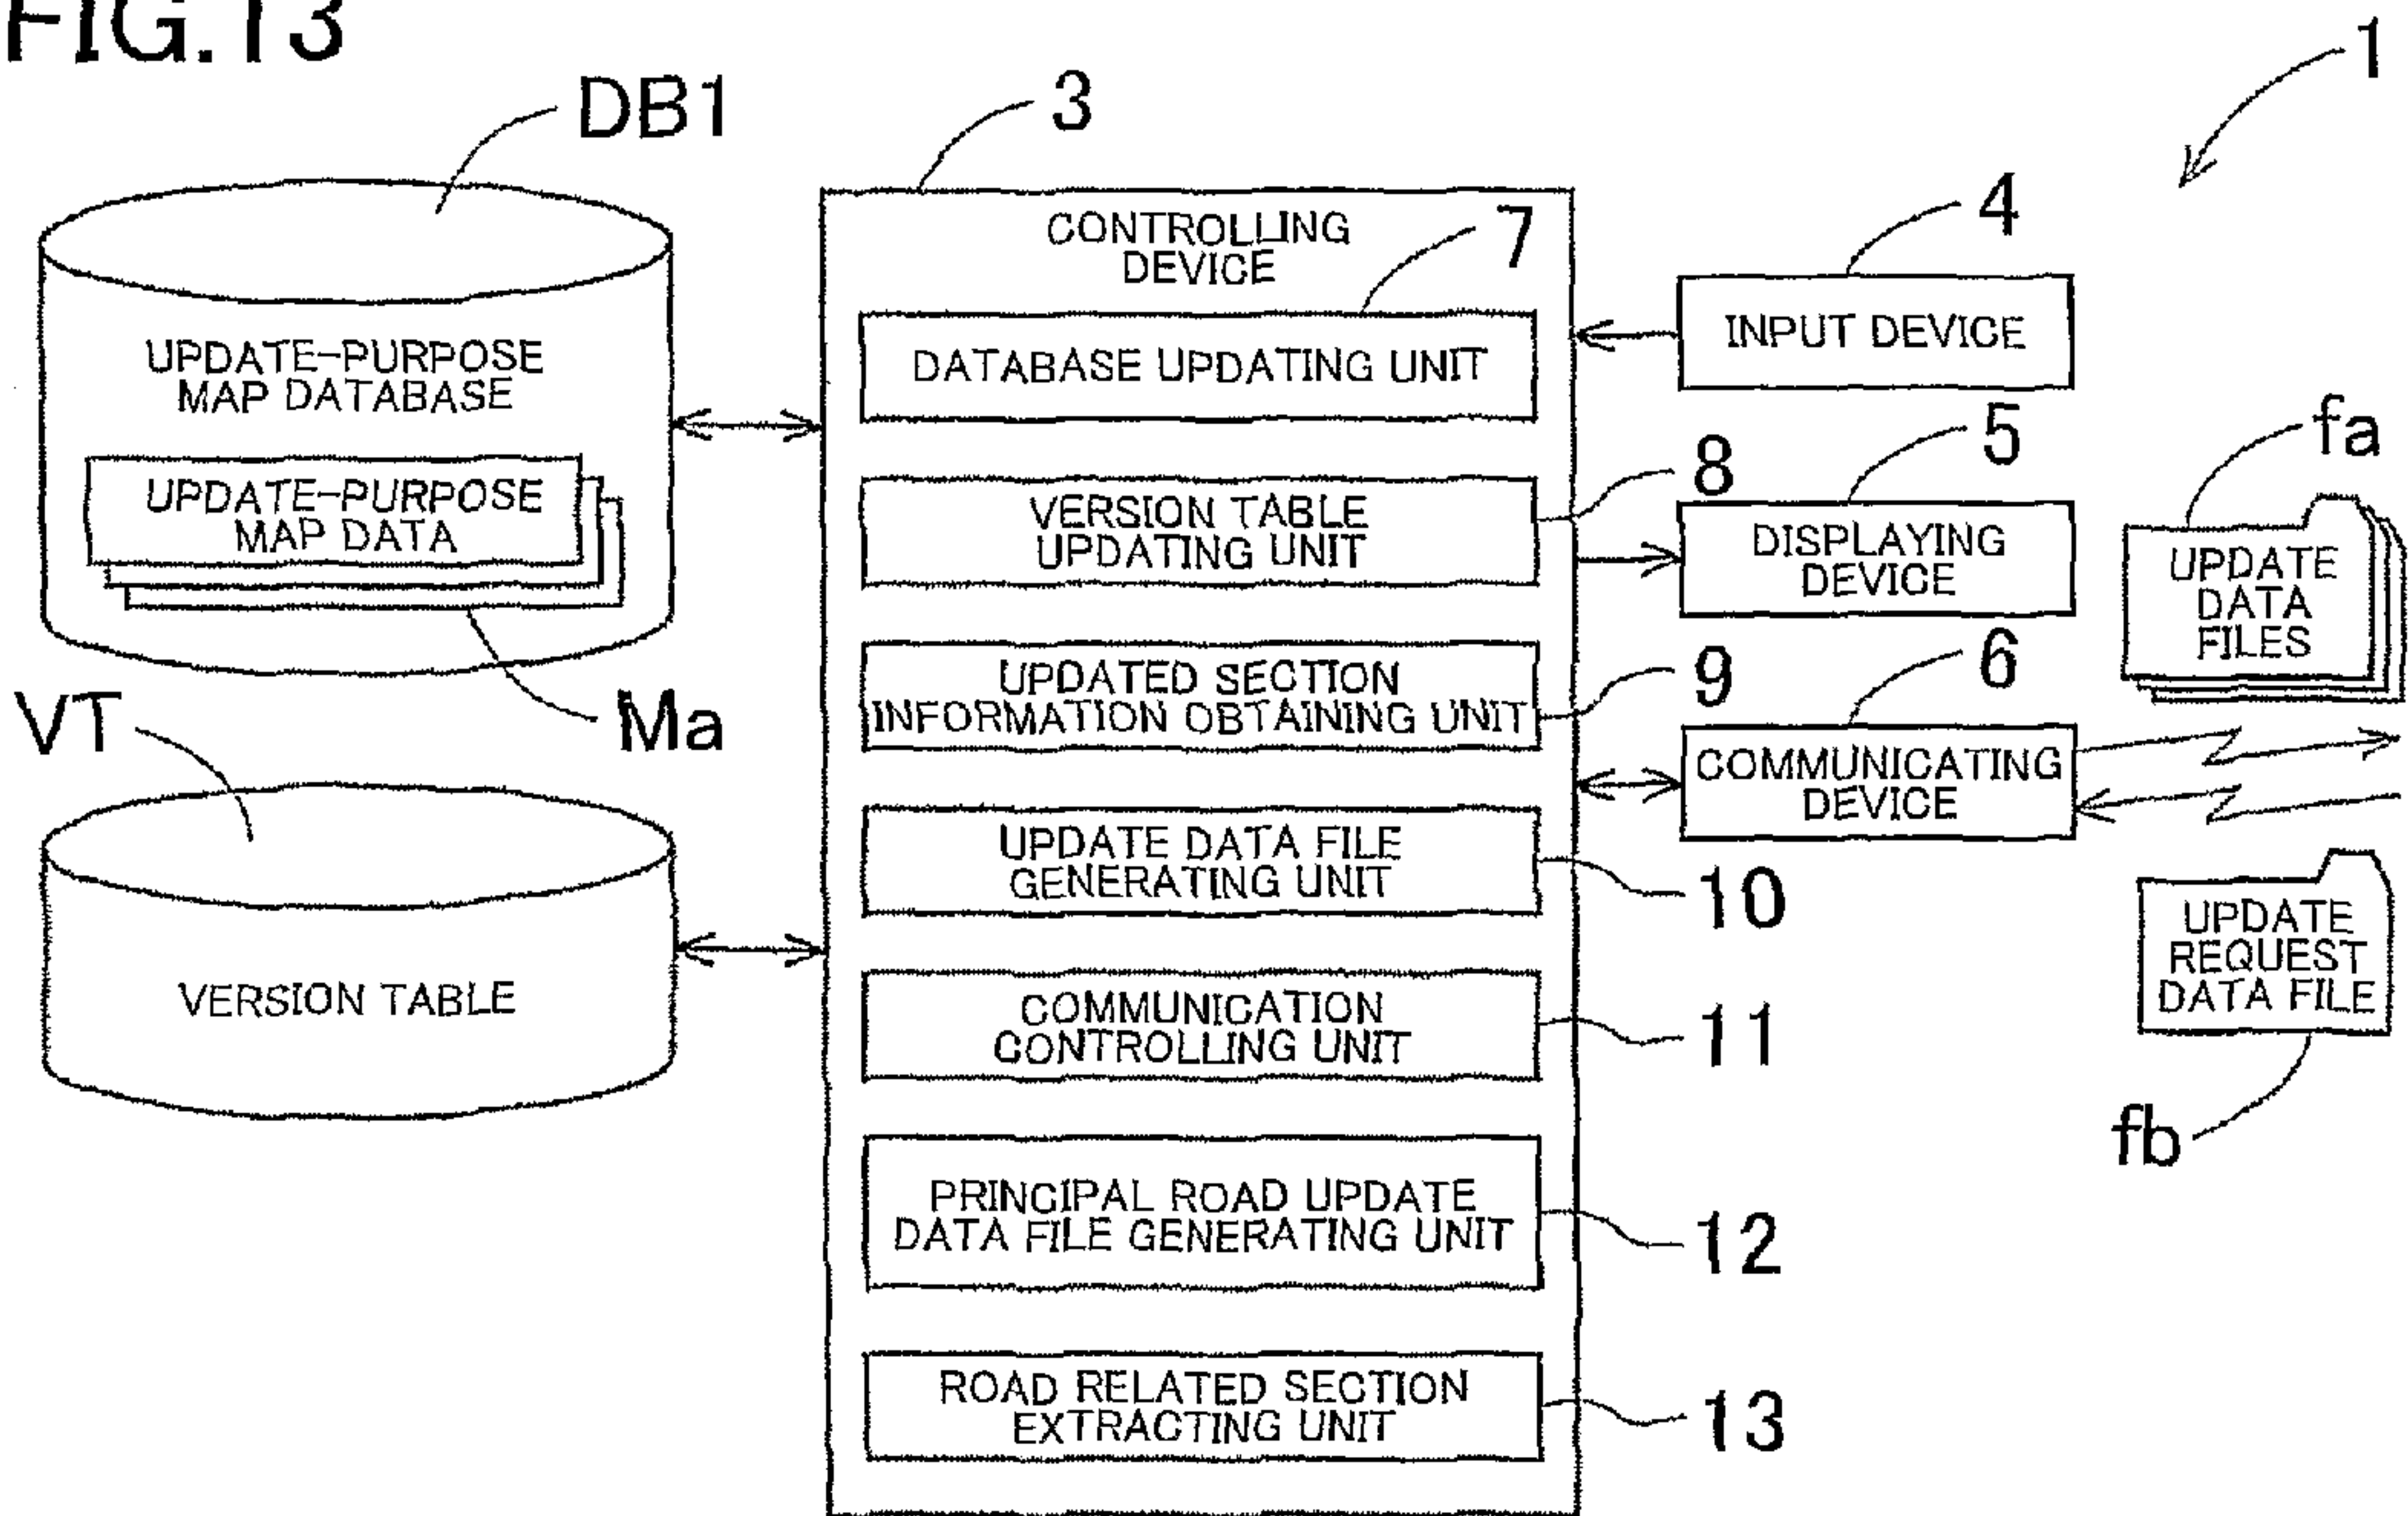 FIG.13
1
DB1
3
CONTROLLING
DEVICE
7
4
UPDATE-PURPOSE
MAP DATABASE
DATABASE UPDATING UNIT
INPUT DEVICE
UPDATE-PURPOSE
MAP DATA
Ma
VERSION TABLE
UPDATING UNIT
8
5
DISPLAYING
DEVICE
fa
UPDATE
DATA
FILES
UPDATED SECTION
INFORMATION OBTAINING UNIT
9
6
COMMUNICATING
DEVICE
VT
VERSION TABLE
UPDATE DATA FILE
GENERATING UNIT
10
UPDATE
REQUEST
DATA FILE
fb
COMMUNICATION
CONTROLLING UNIT
11
PRINCIPAL ROAD UPDATE
DATA FILE GENERATING UNIT
12
ROAD RELATED SECTION
EXTRACTING UNIT
13